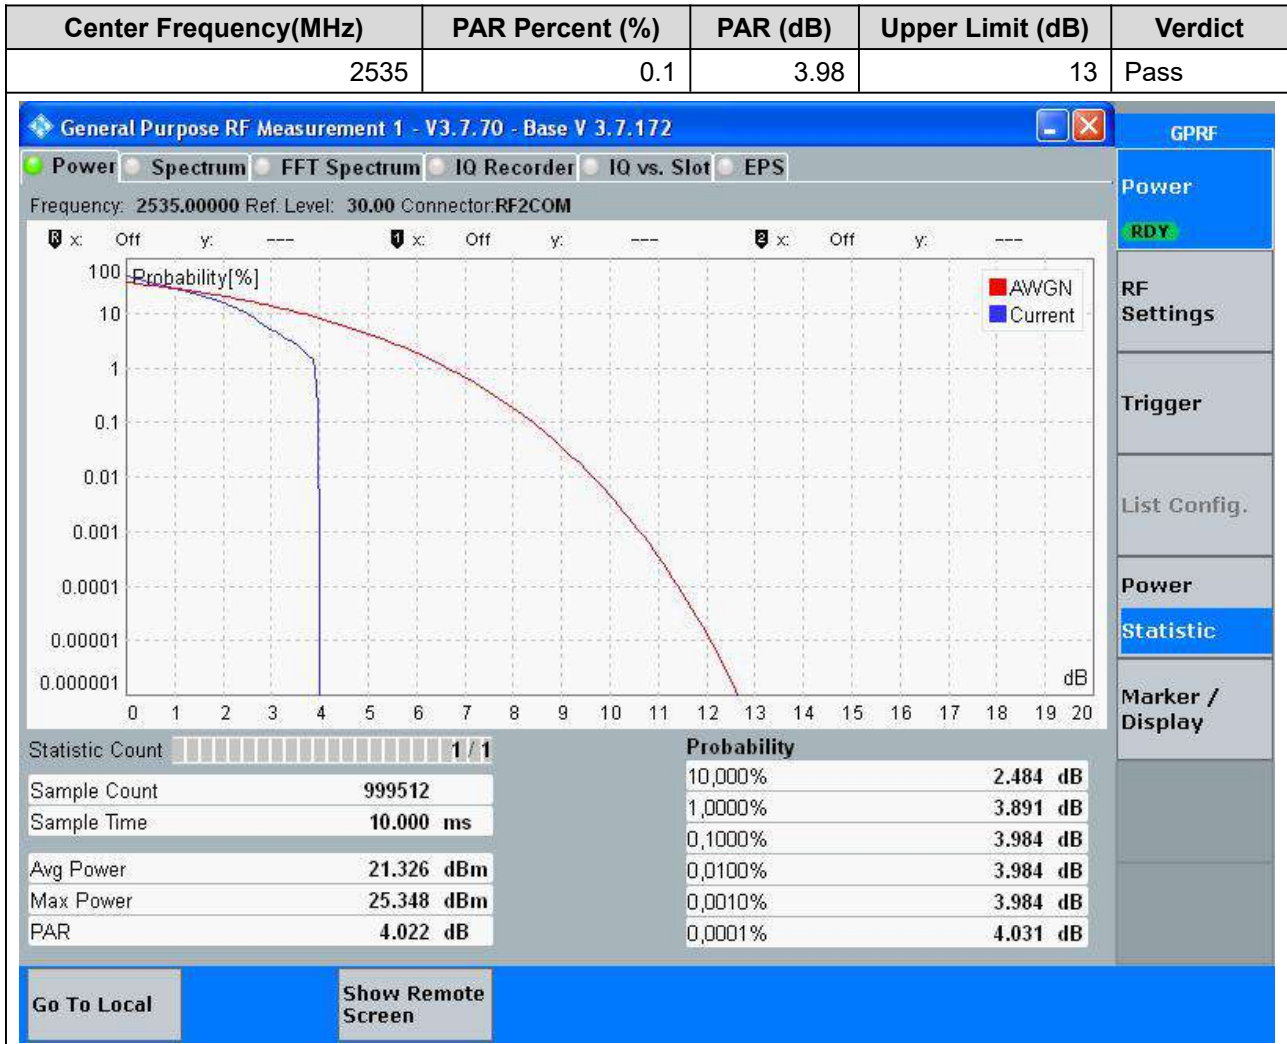 Center Frequency(MHz) PAR Percent (%) PAR (dB) Upper Limit (dB) Verdict
2535 0.1 3.98 13 Pass
General Purpose RF Measurement 1 - V3.7.70 - Base V 3.7.172
Power Spectrum FFT Spectrum IQ Recorder IQ vs. Slot EPS
Frequency: 2535.00000 Ref. Level: 30.00 Connector:RF2COM
R x: Off y: --- 1 x: Off y: --- 2 x: Off y: ---
Probability[%]
AWGN
Current
100
10
1
0.1
0.01
0.001
0.0001
0.00001
0.000001
dB
0 1 2 3 4 5 6 7 8 9 10 11 12 13 14 15 16 17 18 19 20
Statistic Count 1 / 1
Sample Count 999512
Sample Time 10.000 ms
Avg Power 21.326 dBm
Max Power 25.348 dBm
PAR 4.022 dB
Probability
10,000% 2.484 dB
1,0000% 3.891 dB
0,1000% 3.984 dB
0,0100% 3.984 dB
0,0010% 3.984 dB
0,0001% 4.031 dB
GPRF
Power
RDY
RF
Settings
Trigger
List Config.
Power
Statistic
Marker /
Display
Go To Local
Show Remote
Screen